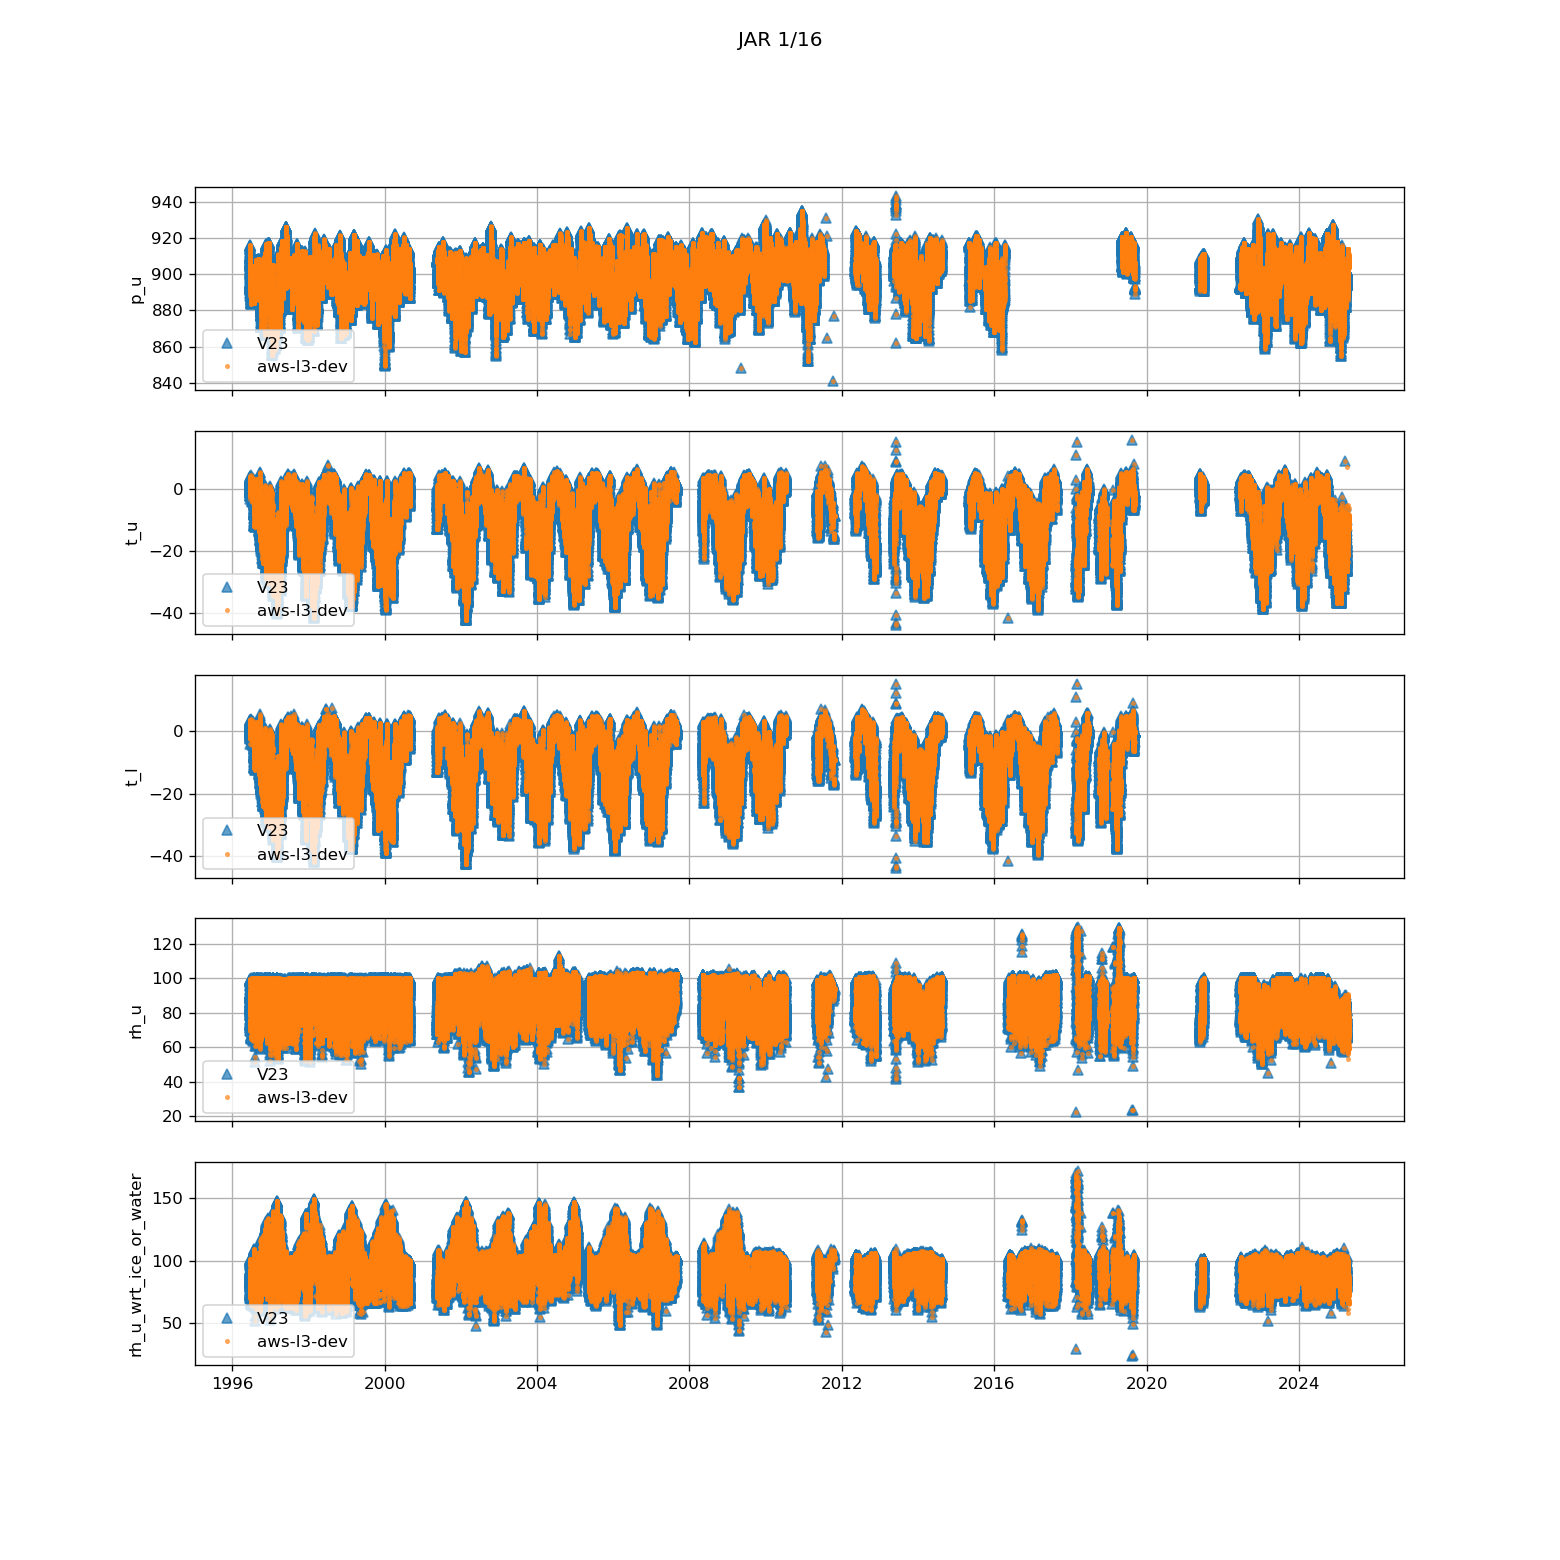 JAR 1/16
940
920
900
880
860
840
p_u
V23
aws-l3-dev
0
−20
−40
t_u
V23
aws-l3-dev
0
−20
−40
t_l
V23
aws-l3-dev
120
100
80
60
40
20
rh_u
V23
aws-l3-dev
150
100
50
rh_u_wrt_ice_or_water
V23
aws-l3-dev
1996 2000 2004 2008 2012 2016 2020 2024